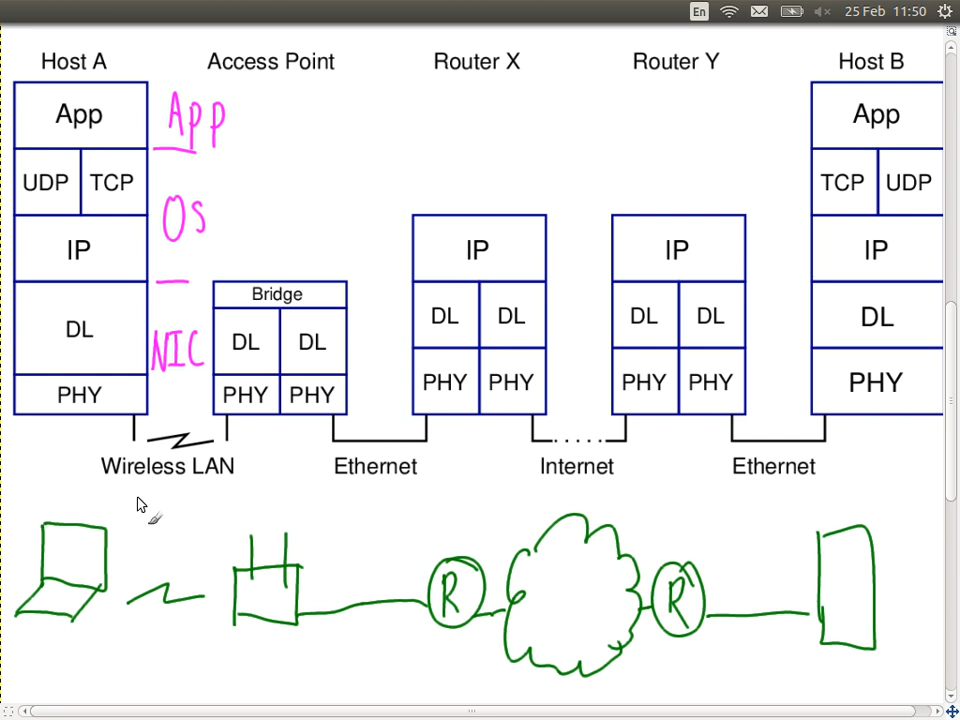 En 25 Feb 11:50
Host A Access Point Router X Router Y Host B
App App App
UDP TCP TCP UDP
OS
IP IP IP IP
Bridge
DL DL DL DL DL DL DL DL
NIC
PHY PHY PHY PHY PHY PHY PHY PHY
Wireless LAN Ethernet Internet Ethernet
R R